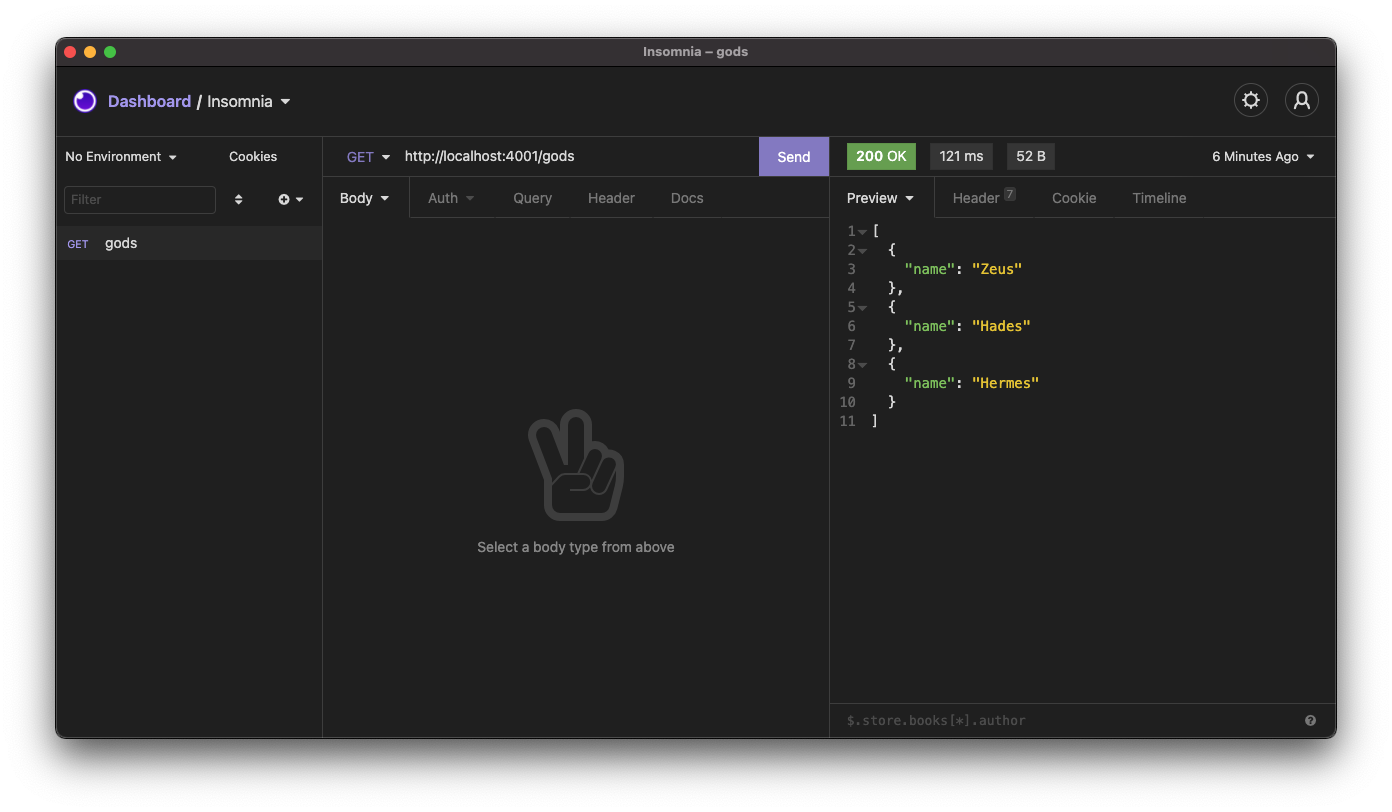 Insomnia – gods
Dashboard / Insomnia
No Environment
Cookies
Filter
GET gods
GET http://localhost:4001/gods
Send
Body
Auth
Query
Header
Docs
Select a body type from above
200 OK
121 ms
52 B
6 Minutes Ago
Preview
Header 7
Cookie
Timeline
1 [
2 {
3 "name": "Zeus"
4 },
5 {
6 "name": "Hades"
7 },
8 {
9 "name": "Hermes"
10 }
11 ]
$.store.books[*].author
?